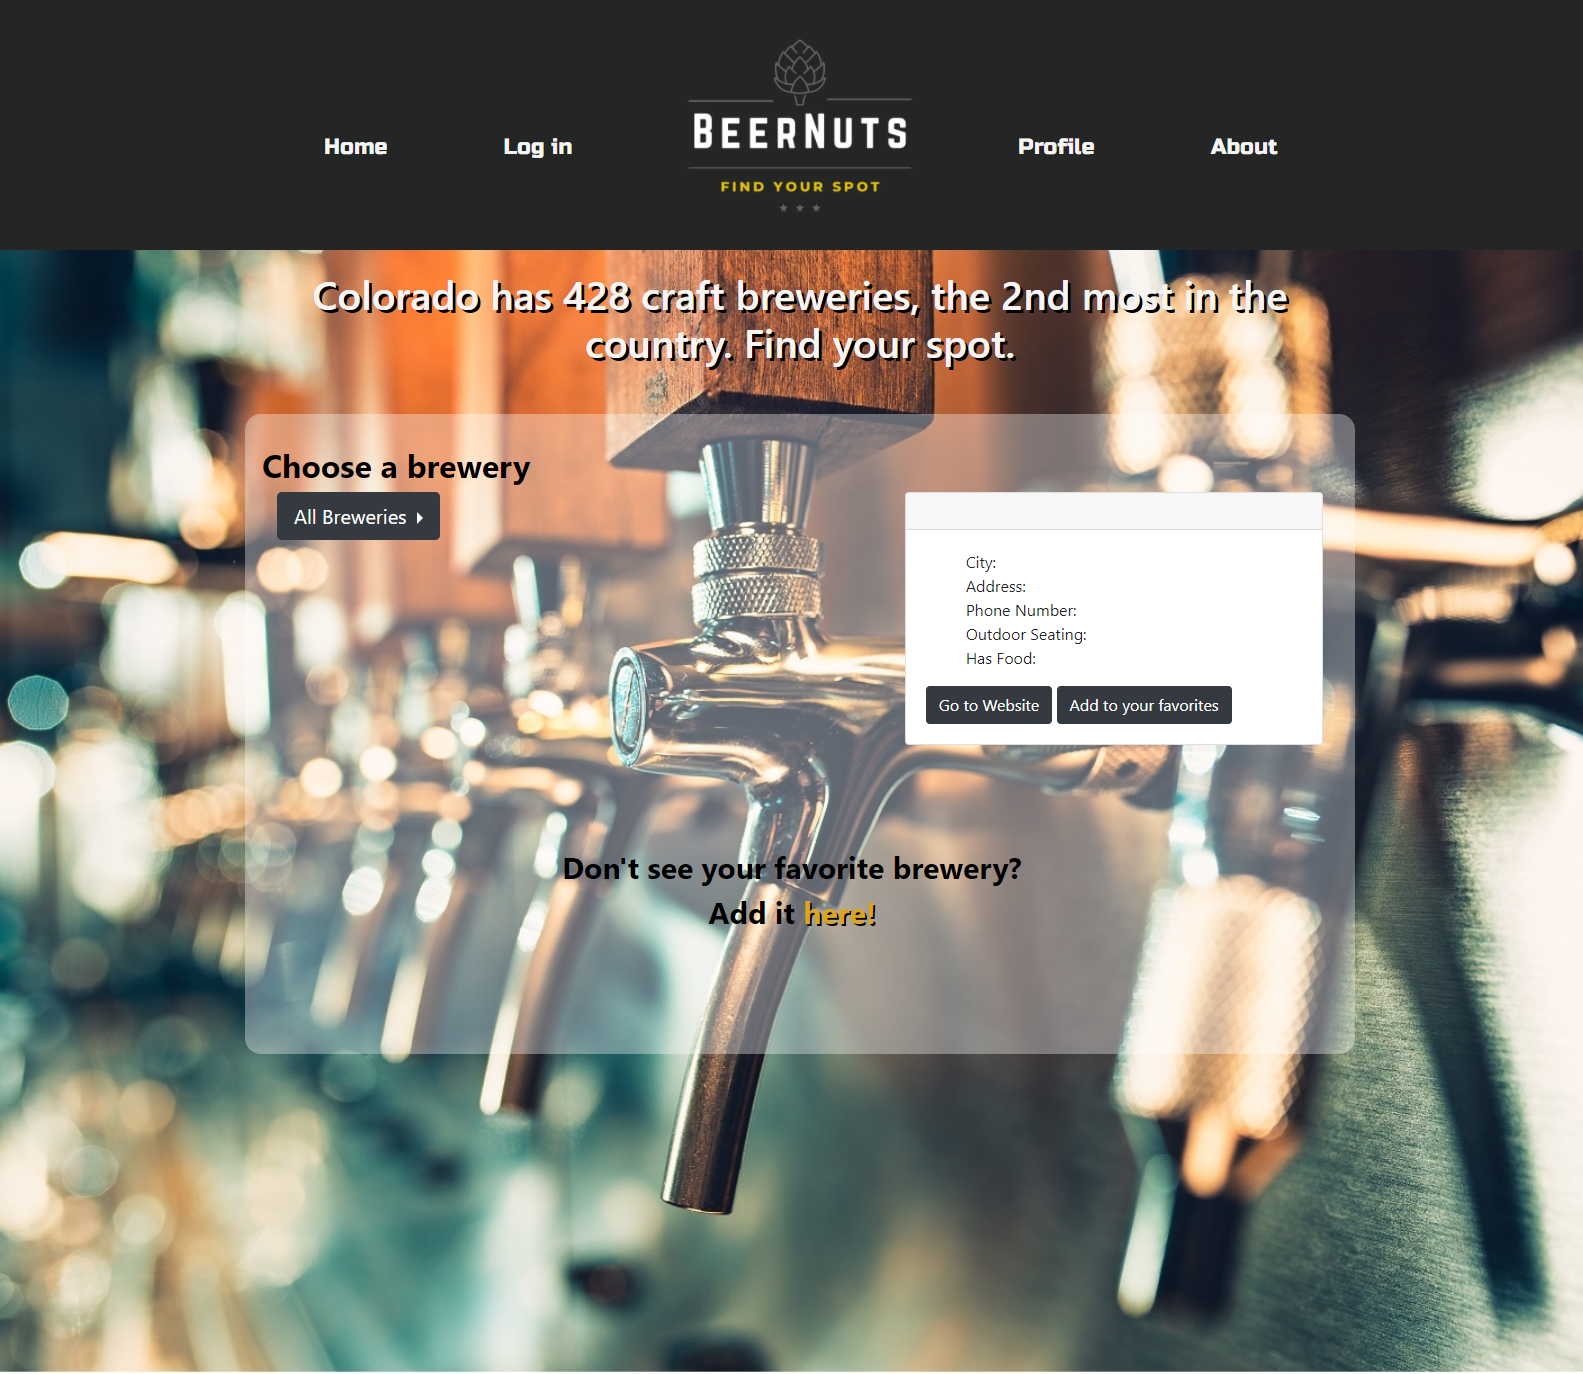 Home
Log in
BEERNUTS
FIND YOUR SPOT
Profile
About
Colorado has 428 craft breweries, the 2nd most in the
country. Find your spot.
Choose a brewery
All Breweries
City:
Address:
Phone Number:
Outdoor Seating:
Has Food:
Go to Website
Add to your favorites
Don't see your favorite brewery?
Add it here!